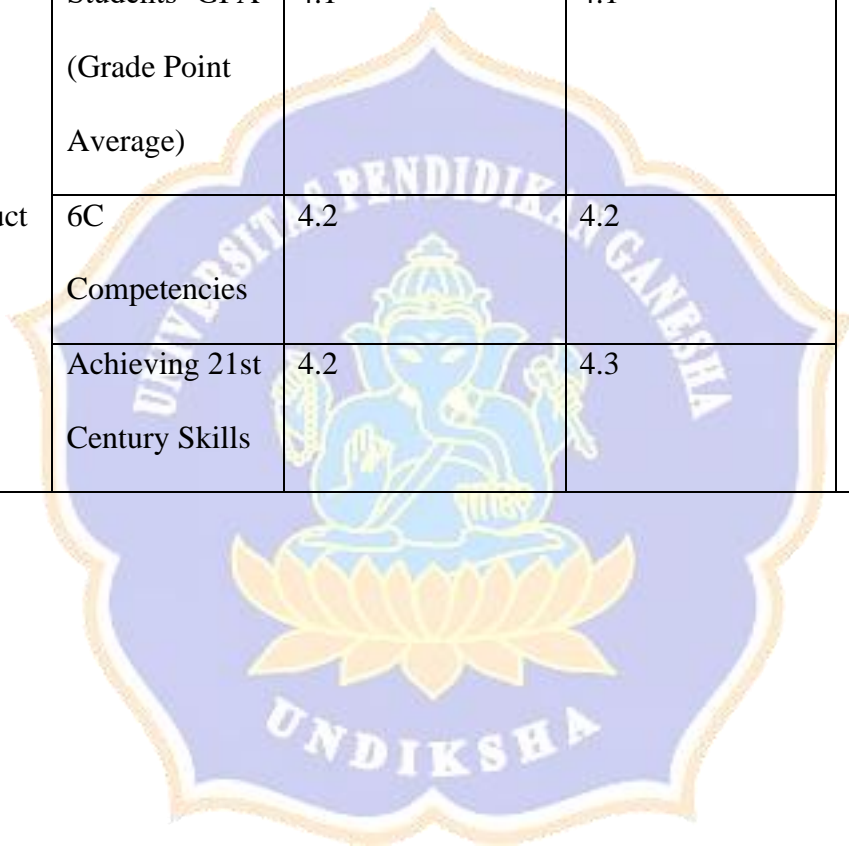 (Grade Point
Average)
6C 4.2 4.2
Competencies
Achieving 21st 4.2 4.3
Century Skills
UNIVERSITAS PENDIDIKAN GANESHA
UNDIKSHA